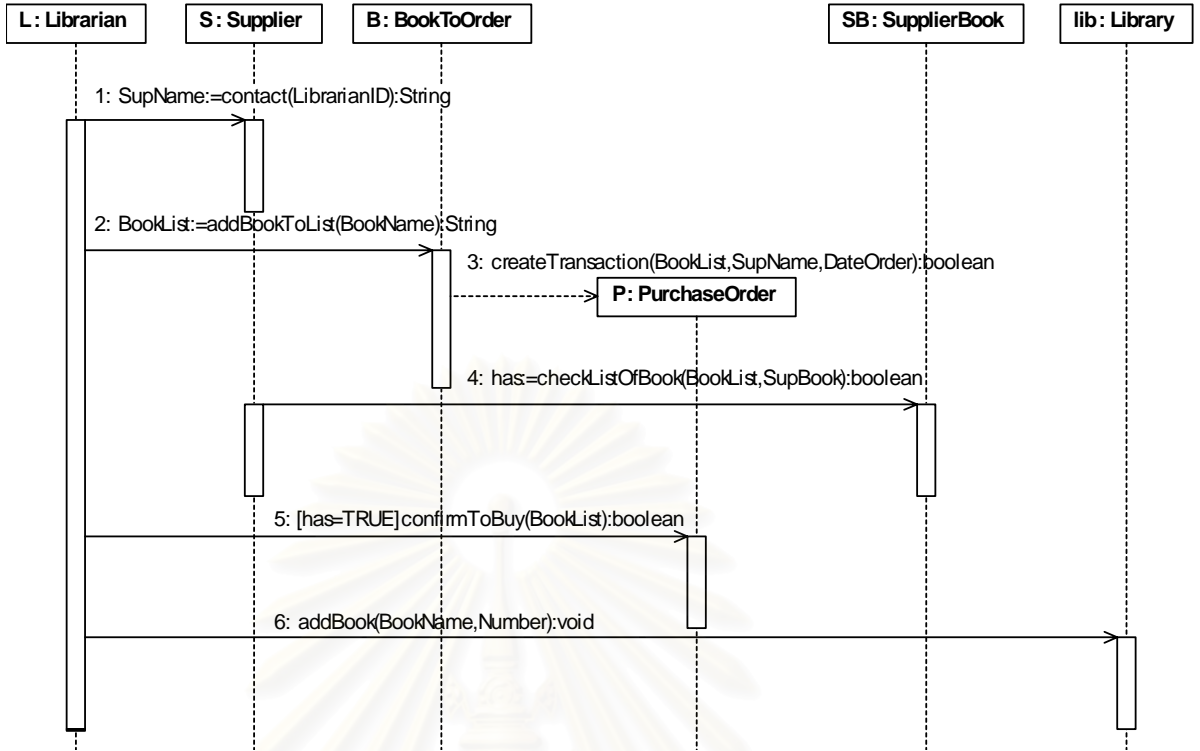 L : Librarian
S : Supplier
B : BookToOrder
SB : SupplierBook
lib : Library
1: SupName:=contact(LibrarianID):String
2: BookList:=addBookToList(BookName):String
3: createTransaction(BookList,SupName,DateOrder):boolean
P : PurchaseOrder
4: has:=checkListOfBook(BookList,SupBook):boolean
5: [has=TRUE]confirmToBuy(BookList):boolean
6: addBook(BookName,Number):void